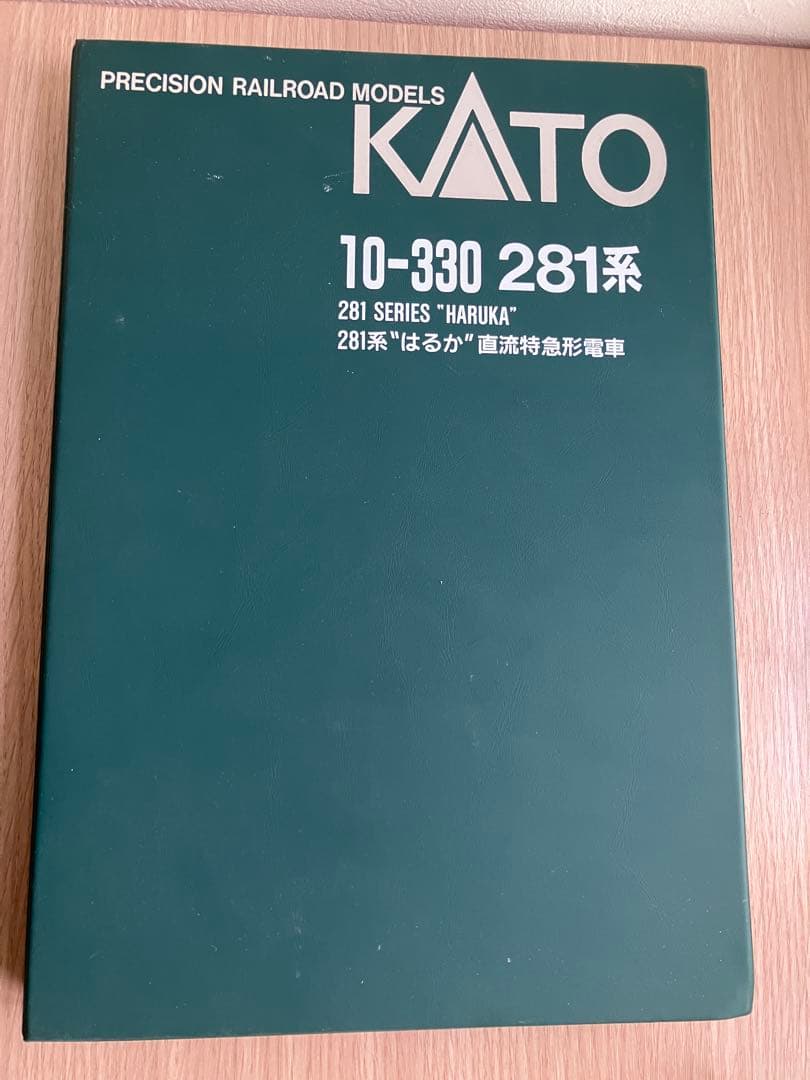 PRECISION RAILROAD MODELS
KATO
10-330 281系
281 SERIES "HARUKA"
281系〝はるか〞直流特急形電車